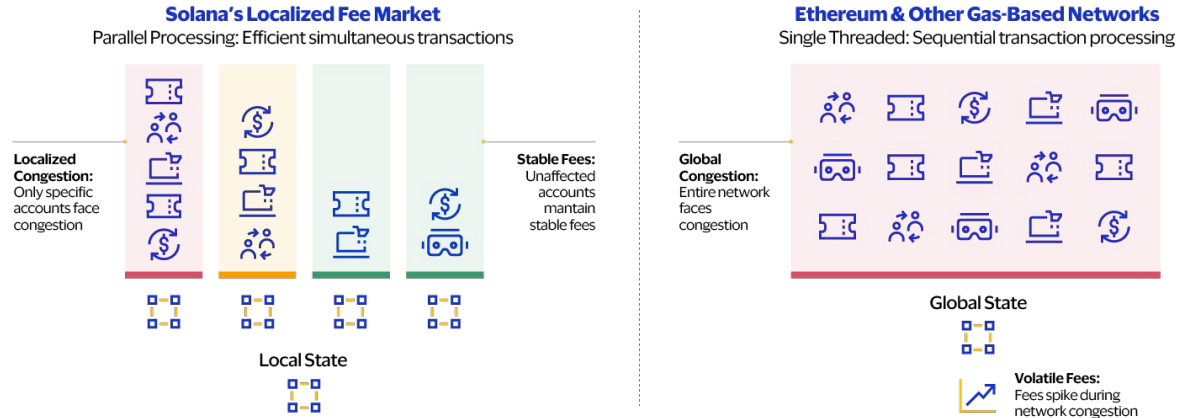 Solana's Localized Fee Market
Parallel Processing: Efficient simultaneous transactions
Localized
Congestion:
Only specific
accounts face
congestion
Stable Fees:
Unaffected
accounts
mantain
stable fees
Local State
Ethereum & Other Gas-Based Networks
Single Threaded: Sequential transaction processing
Global
Congestion:
Entire network
faces
congestion
Global State
Volatile Fees:
Fees spike during
network congestion